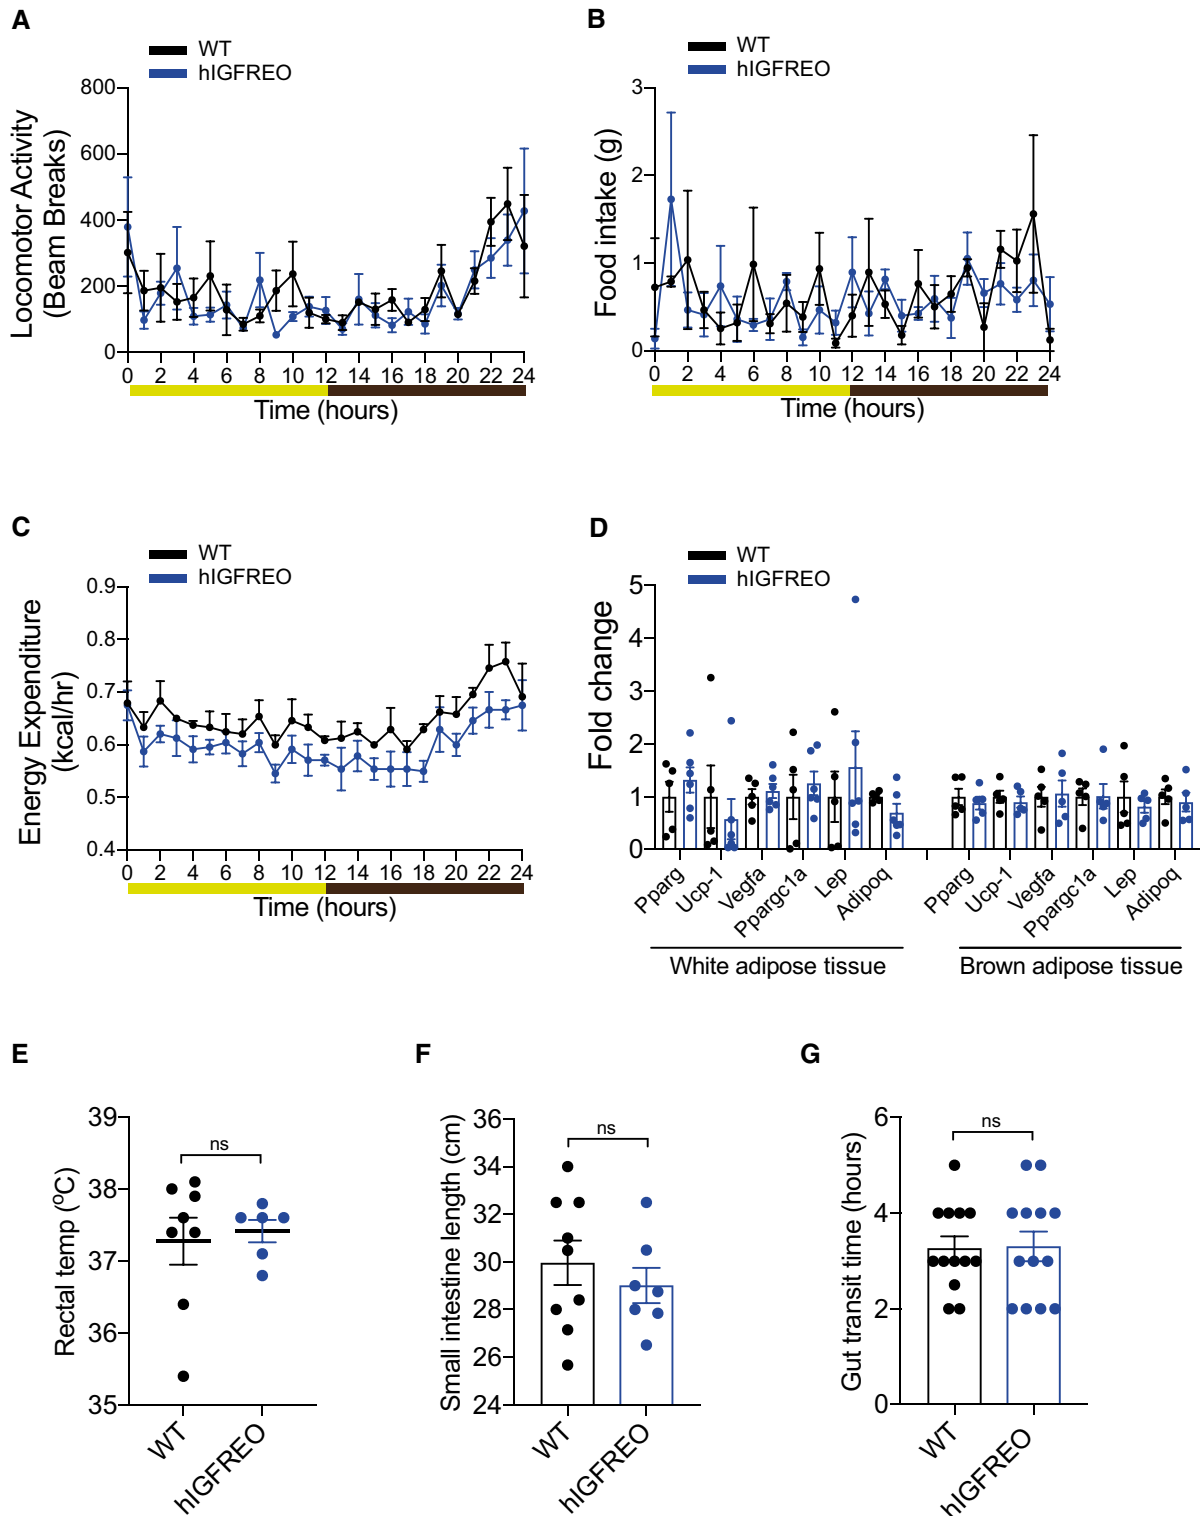 A
WT
hIGFREO
Locomotor Activity
(Beam Breaks)
800
600
400
200
0
0 2 4 6 8 10 12 14 16 18 20 22 24
Time (hours)
B
WT
hIGFREO
Food intake (g)
3
2
1
0
0 2 4 6 8 10 12 14 16 18 20 22 24
Time (hours)
C
WT
hIGFREO
Energy Expenditure
(kcal/hr)
0.9
0.8
0.7
0.6
0.5
0.4
0 2 4 6 8 10 12 14 16 18 20 22 24
Time (hours)
D
WT
hIGFREO
Fold change
5
4
3
2
1
0
Pparg Ucp-1 Vegfa Ppargc1a Lep Adipoq Pparg Ucp-1 Vegfa Ppargc1a Lep Adipoq
White adipose tissue Brown adipose tissue
E
Rectal temp (ºC)
39
38
37
36
35
ns
WT hIGFREO
F
Small intestine length (cm)
36
34
32
30
28
26
24
ns
WT hIGFREO
G
Gut transit time (hours)
6
4
2
0
ns
WT hIGFREO